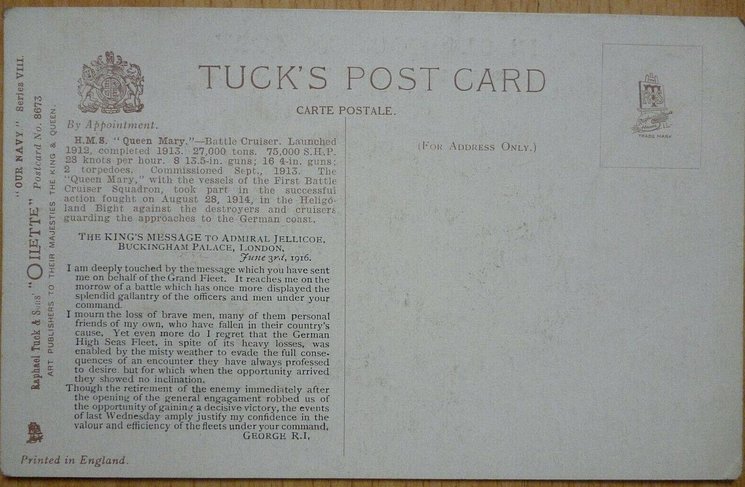 TUCK'S POST CARD
CARTE POSTALE.
(FOR ADDRESS ONLY.)
TRADE MARK
By Appointment.
H.M.S. "Queen Mary."—Battle Cruiser. Launched
1912, completed 1913. 27,000 tons. 75,000 S.H.P.
28 knots per hour. 8 13.5-in. guns; 16 4-in. guns;
2 torpedoes. Commissioned Sept., 1913. The
"Queen Mary," with the vessels of the First Battle
Cruiser Squadron, took part in the successful
action fought on August 28, 1914, in the Heligo-
land Bight against the destroyers and cruisers
guarding the approaches to the German coast.
THE KING'S MESSAGE TO ADMIRAL JELLICOE.
BUCKINGHAM PALACE, LONDON,
June 3rd, 1916.
I am deeply touched by the message which you have sent
me on behalf of the Grand Fleet. It reaches me on the
morrow of a battle which has once more displayed the
splendid gallantry of the officers and men under your
command.
I mourn the loss of brave men, many of them personal
friends of my own, who have fallen in their country's
cause. Yet even more do I regret that the German
High Seas Fleet, in spite of its heavy losses, was
enabled by the misty weather to evade the full conse-
quences of an encounter they have always professed
to desire but for which when the opportunity arrived
they showed no inclination.
Though the retirement of the enemy immediately after
the opening of the general engagament robbed us of
the opportunity of gaining a decisive victory, the events
of last Wednesday amply justify my confidence in the
valour and efficiency of the fleets under your command,
GEORGE R.I,
"OUR NAVY" Series VIII.
Raphael Tuck & Sons' "OILETTE" Postcard No. 8673
ART PUBLISHERS TO THEIR MAJESTIES THE KING & QUEEN.
Printed in England.